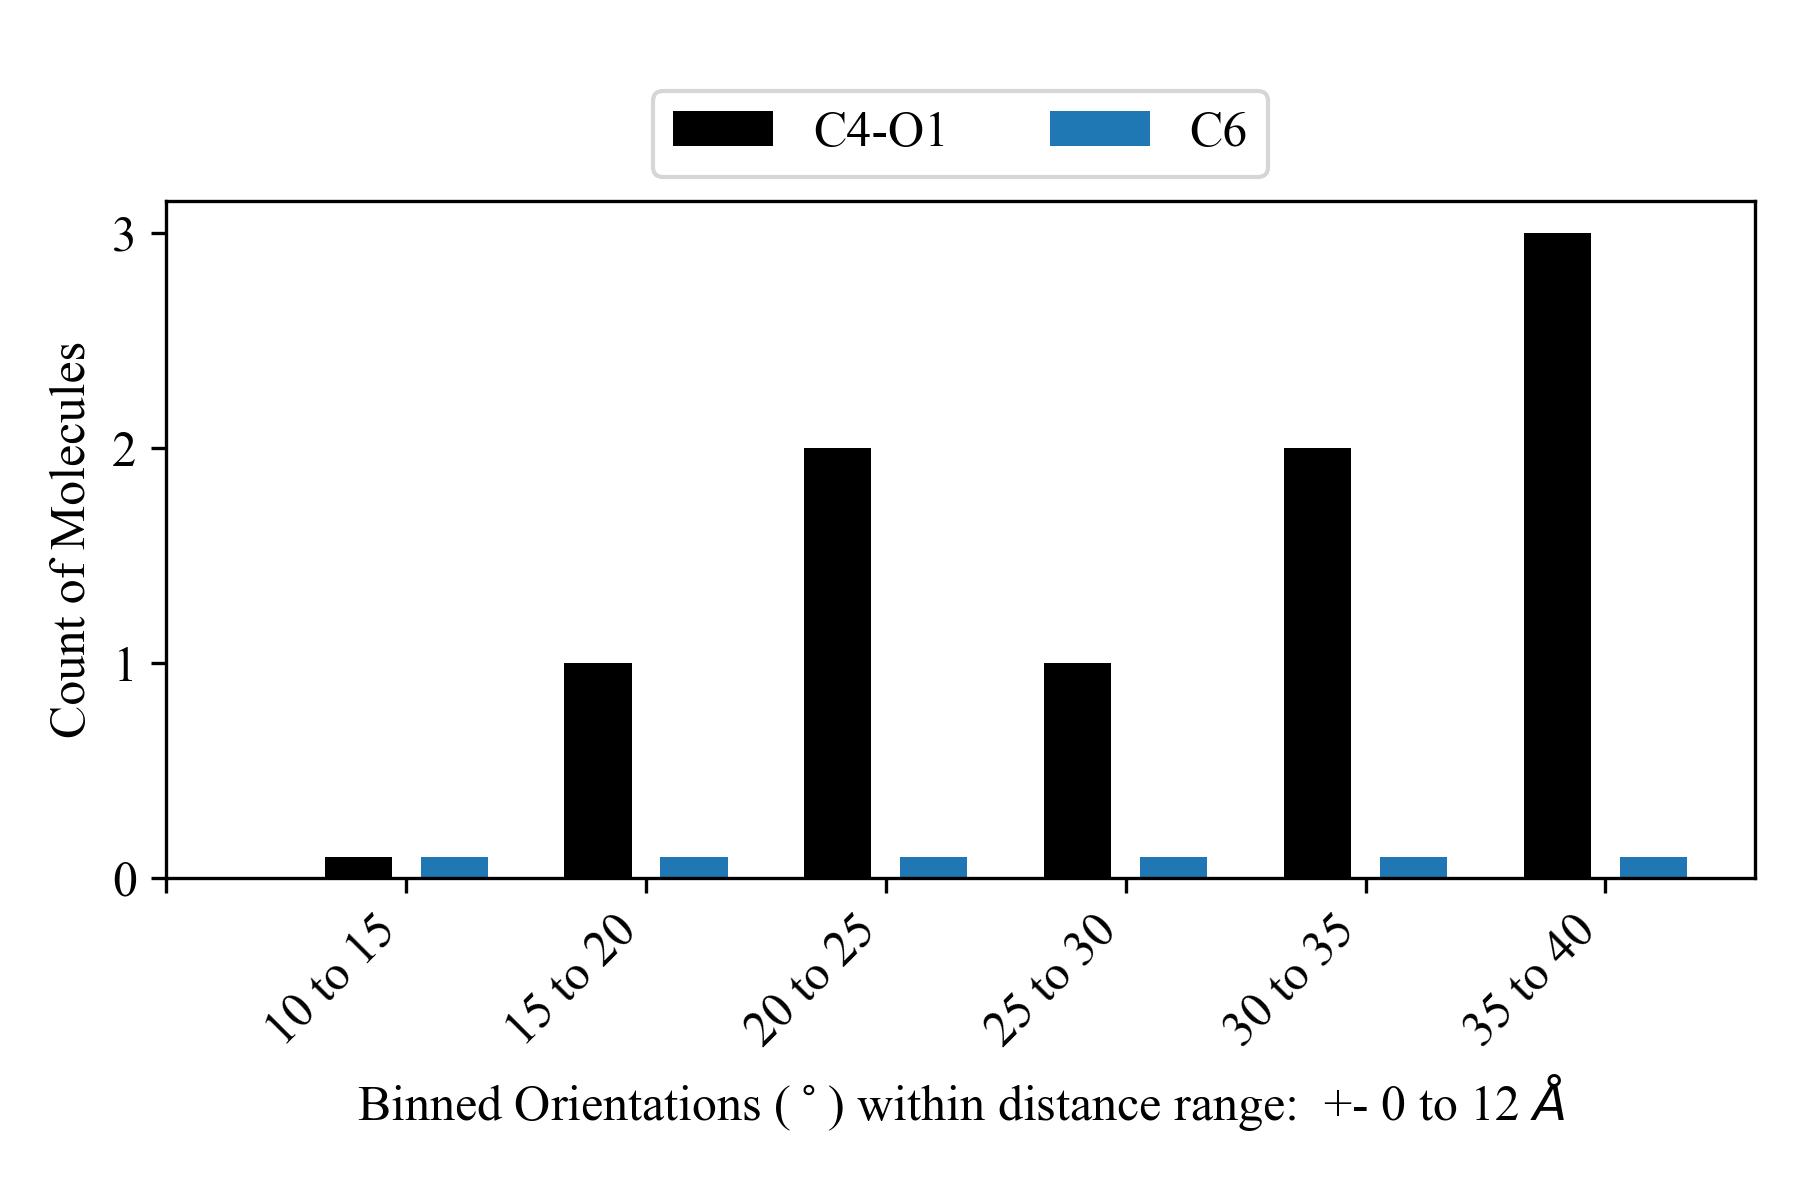 C4-O1 C6
3
2
1
0
Count of Molecules
10 to 15 15 to 20 20 to 25 25 to 30 30 to 35 35 to 40
Binned Orientations (°) within distance range: +- 0 to 12 Å